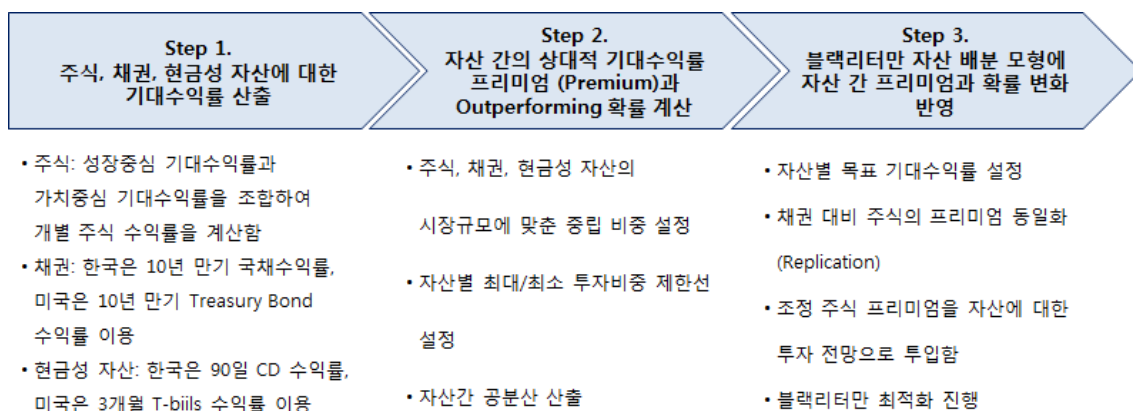 Step 1.
주식, 채권, 현금성 자산에 대한
기대수익률 산출
Step 2.
자산 간의 상대적 기대수익률
프리미엄 (Premium)과
Outperforming 확률 계산
Step 3.
블랙리터만 자산 배분 모형에
자산 간 프리미엄과 확률 변화
반영
• 주식: 성장중심 기대수익률과
가치중심 기대수익률을 조합하여
개별 주식 수익률을 계산함
• 채권: 한국은 10년 만기 국채수익률,
미국은 10년 만기 Treasury Bond
수익률 이용
• 현금성 자산: 한국은 90일 CD 수익률,
미국은 3개월 T-biils 수익률 이용
• 주식, 채권, 현금성 자산의
시장규모에 맞춘 중립 비중 설정
• 자산별 최대/최소 투자비중 제한선
설정
• 자산간 공분산 산출
• 자산별 목표 기대수익률 설정
• 채권 대비 주식의 프리미엄 동일화
(Replication)
• 조정 주식 프리미엄을 자산에 대한
투자 전망으로 투입함
• 블랙리터만 최적화 진행